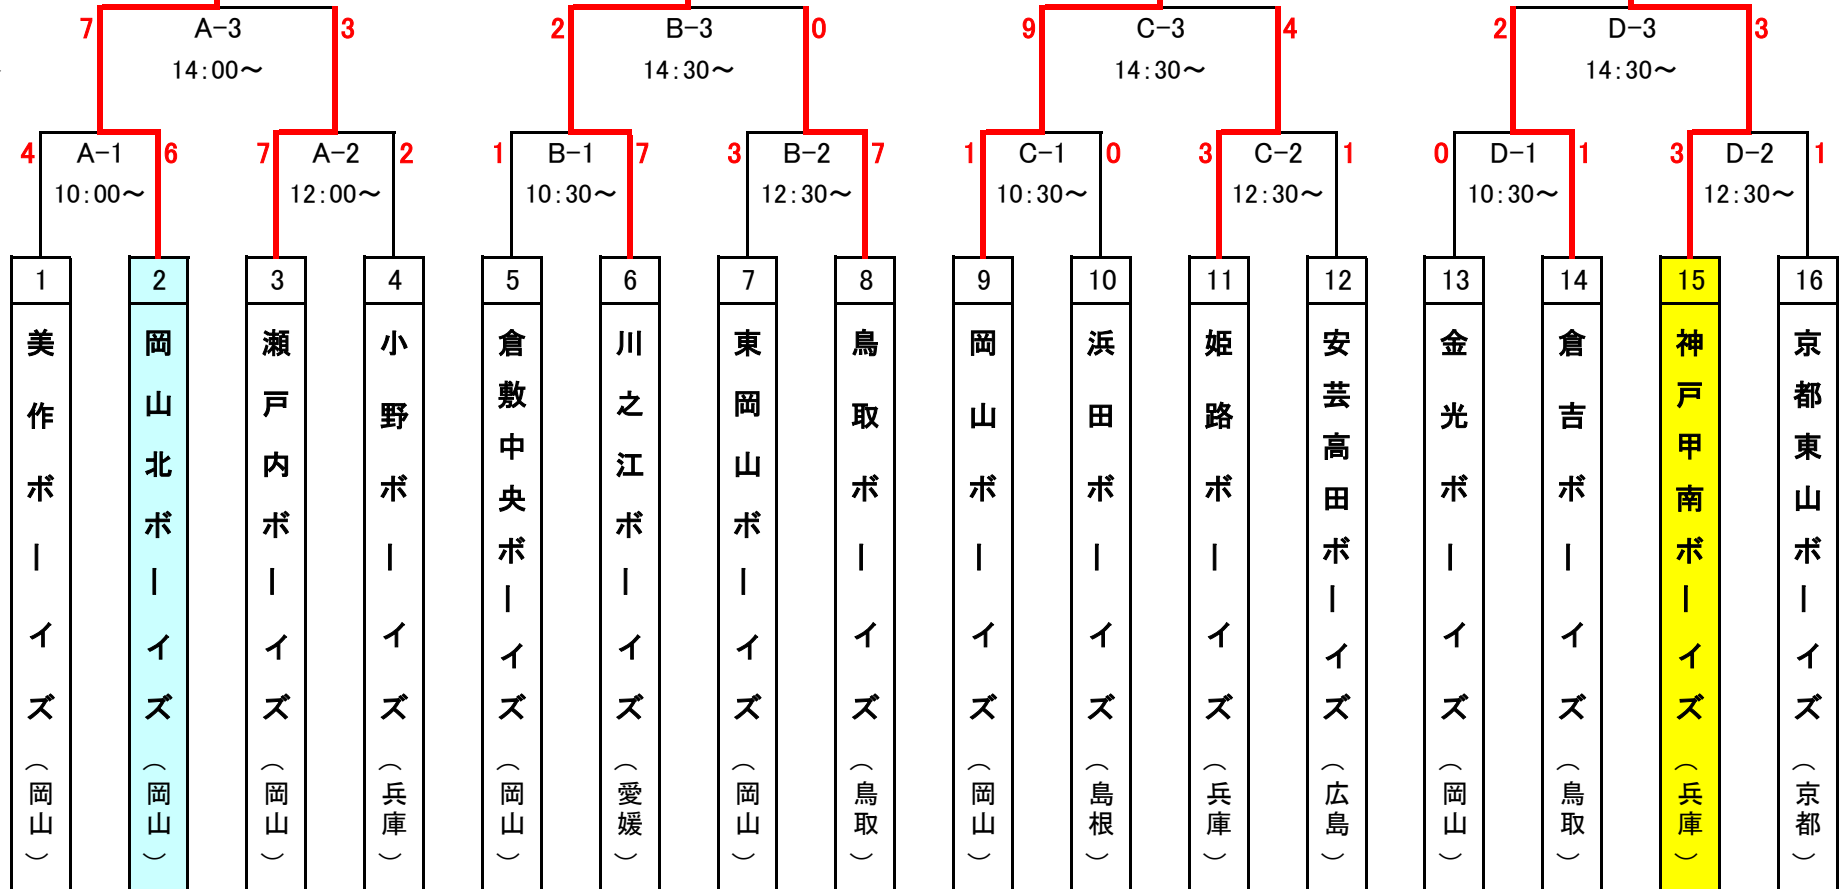 7 A-3 3 2 B-3 0 9 C-3 4 2 D-3 3
14:00～ 14:30～ 14:30～ 14:30～
4 A-1 6 7 A-2 2 1 B-1 7 3 B-2 7 1 C-1 0 3 C-2 1 0 D-1 1 3 D-2 1
10:00～ 12:00～ 10:30～ 12:30～ 10:30～ 12:30～ 10:30～ 12:30～
1 2 3 4 5 6 7 8 9 10 11 12 13 14 15 16
美作ボーイズ（岡山）
岡山北ボーイズ（岡山）
瀬戸内ボーイズ（岡山）
小野ボーイズ（兵庫）
倉敷中央ボーイズ（岡山）
川之江ボーイズ（愛媛）
東岡山ボーイズ（岡山）
鳥取ボーイズ（鳥取）
岡山ボーイズ（岡山）
浜田ボーイズ（島根）
姫路ボーイズ（兵庫）
安芸高田ボーイズ（広島）
金光ボーイズ（岡山）
倉吉ボーイズ（鳥取）
神戸甲南ボーイズ（兵庫）
京都東山ボーイズ（京都）